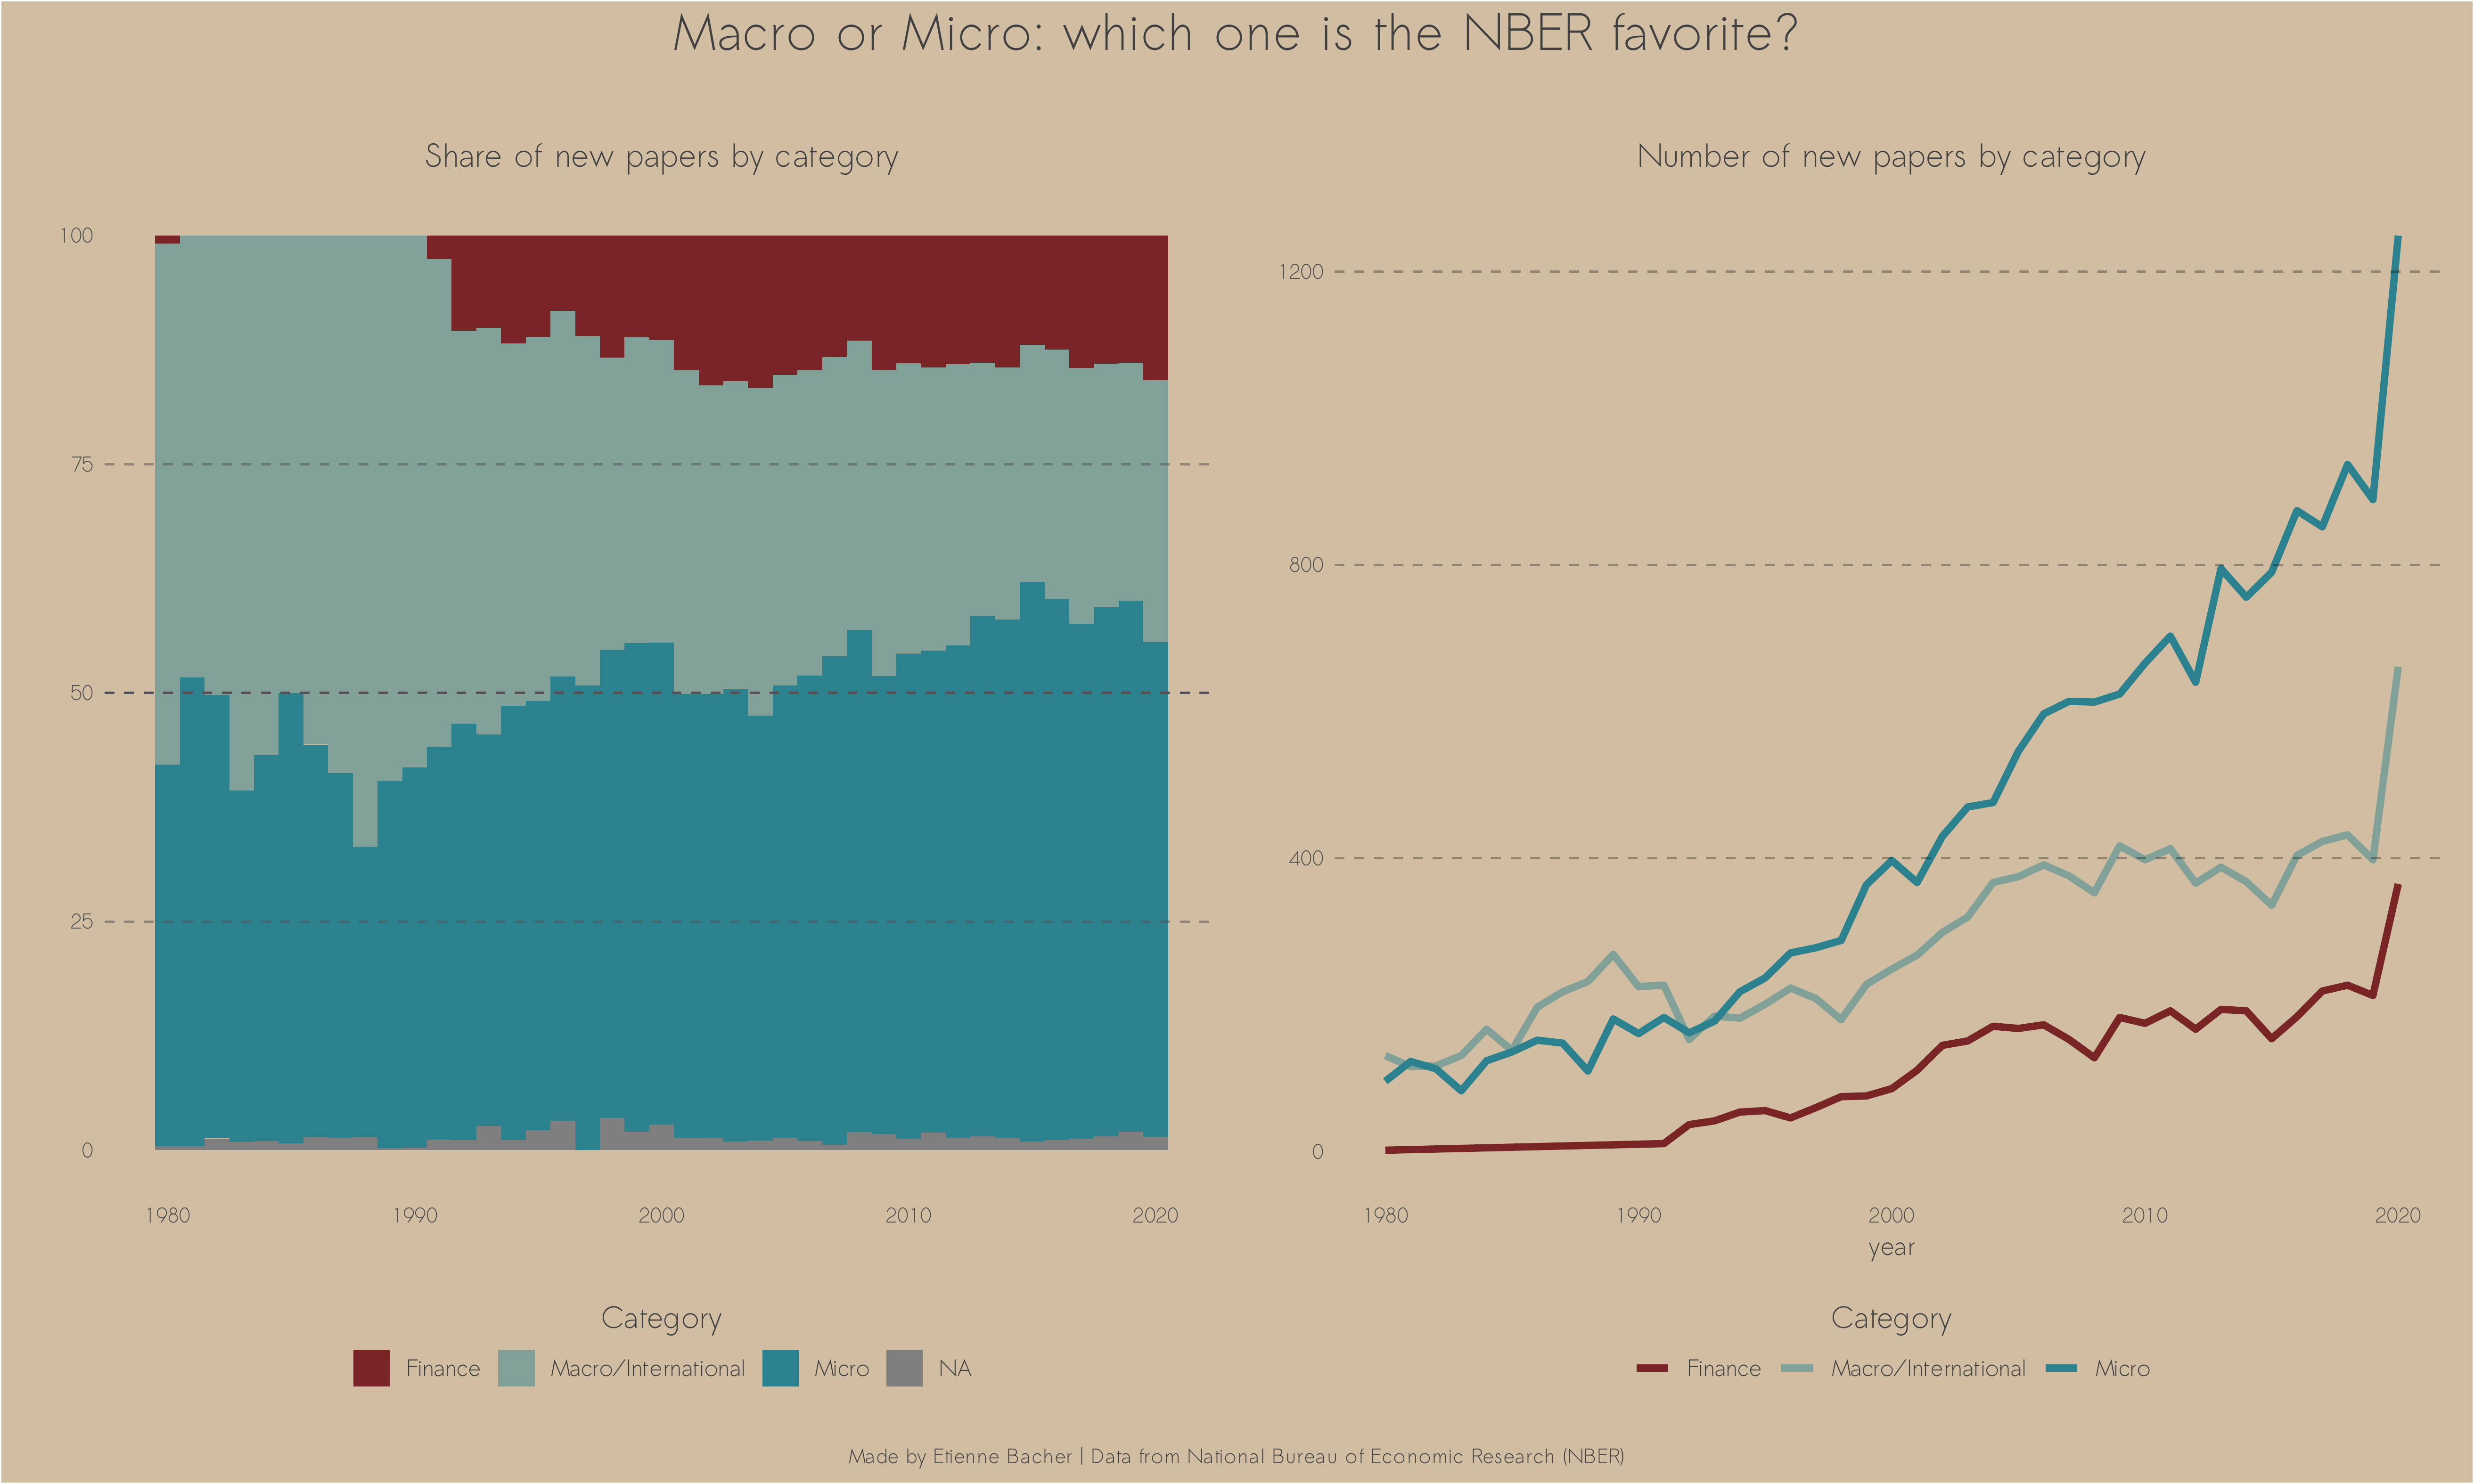 Macro or Micro: which one is the NBER favorite?
Share of new papers by category
100
75
50
25
0
1980 1990 2000 2010 2020
Category
Finance Macro/International Micro NA
Number of new papers by category
1200
800
400
0
1980 1990 2000 2010 2020
year
Category
Finance Macro/International Micro
Made by Etienne Bacher | Data from National Bureau of Economic Research (NBER)